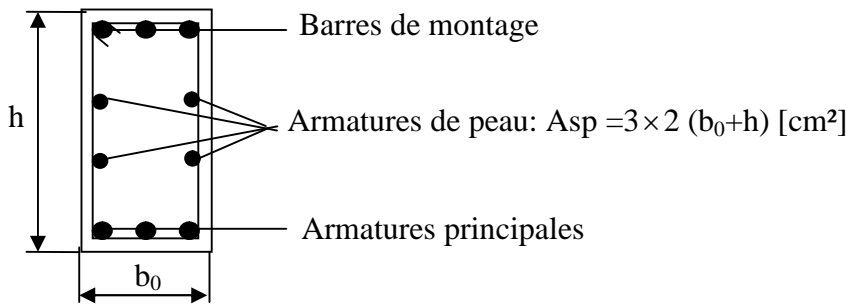 Barres de montage
h
Armatures de peau: Asp =3×2 (b₀+h) [cm²]
Armatures principales
b₀